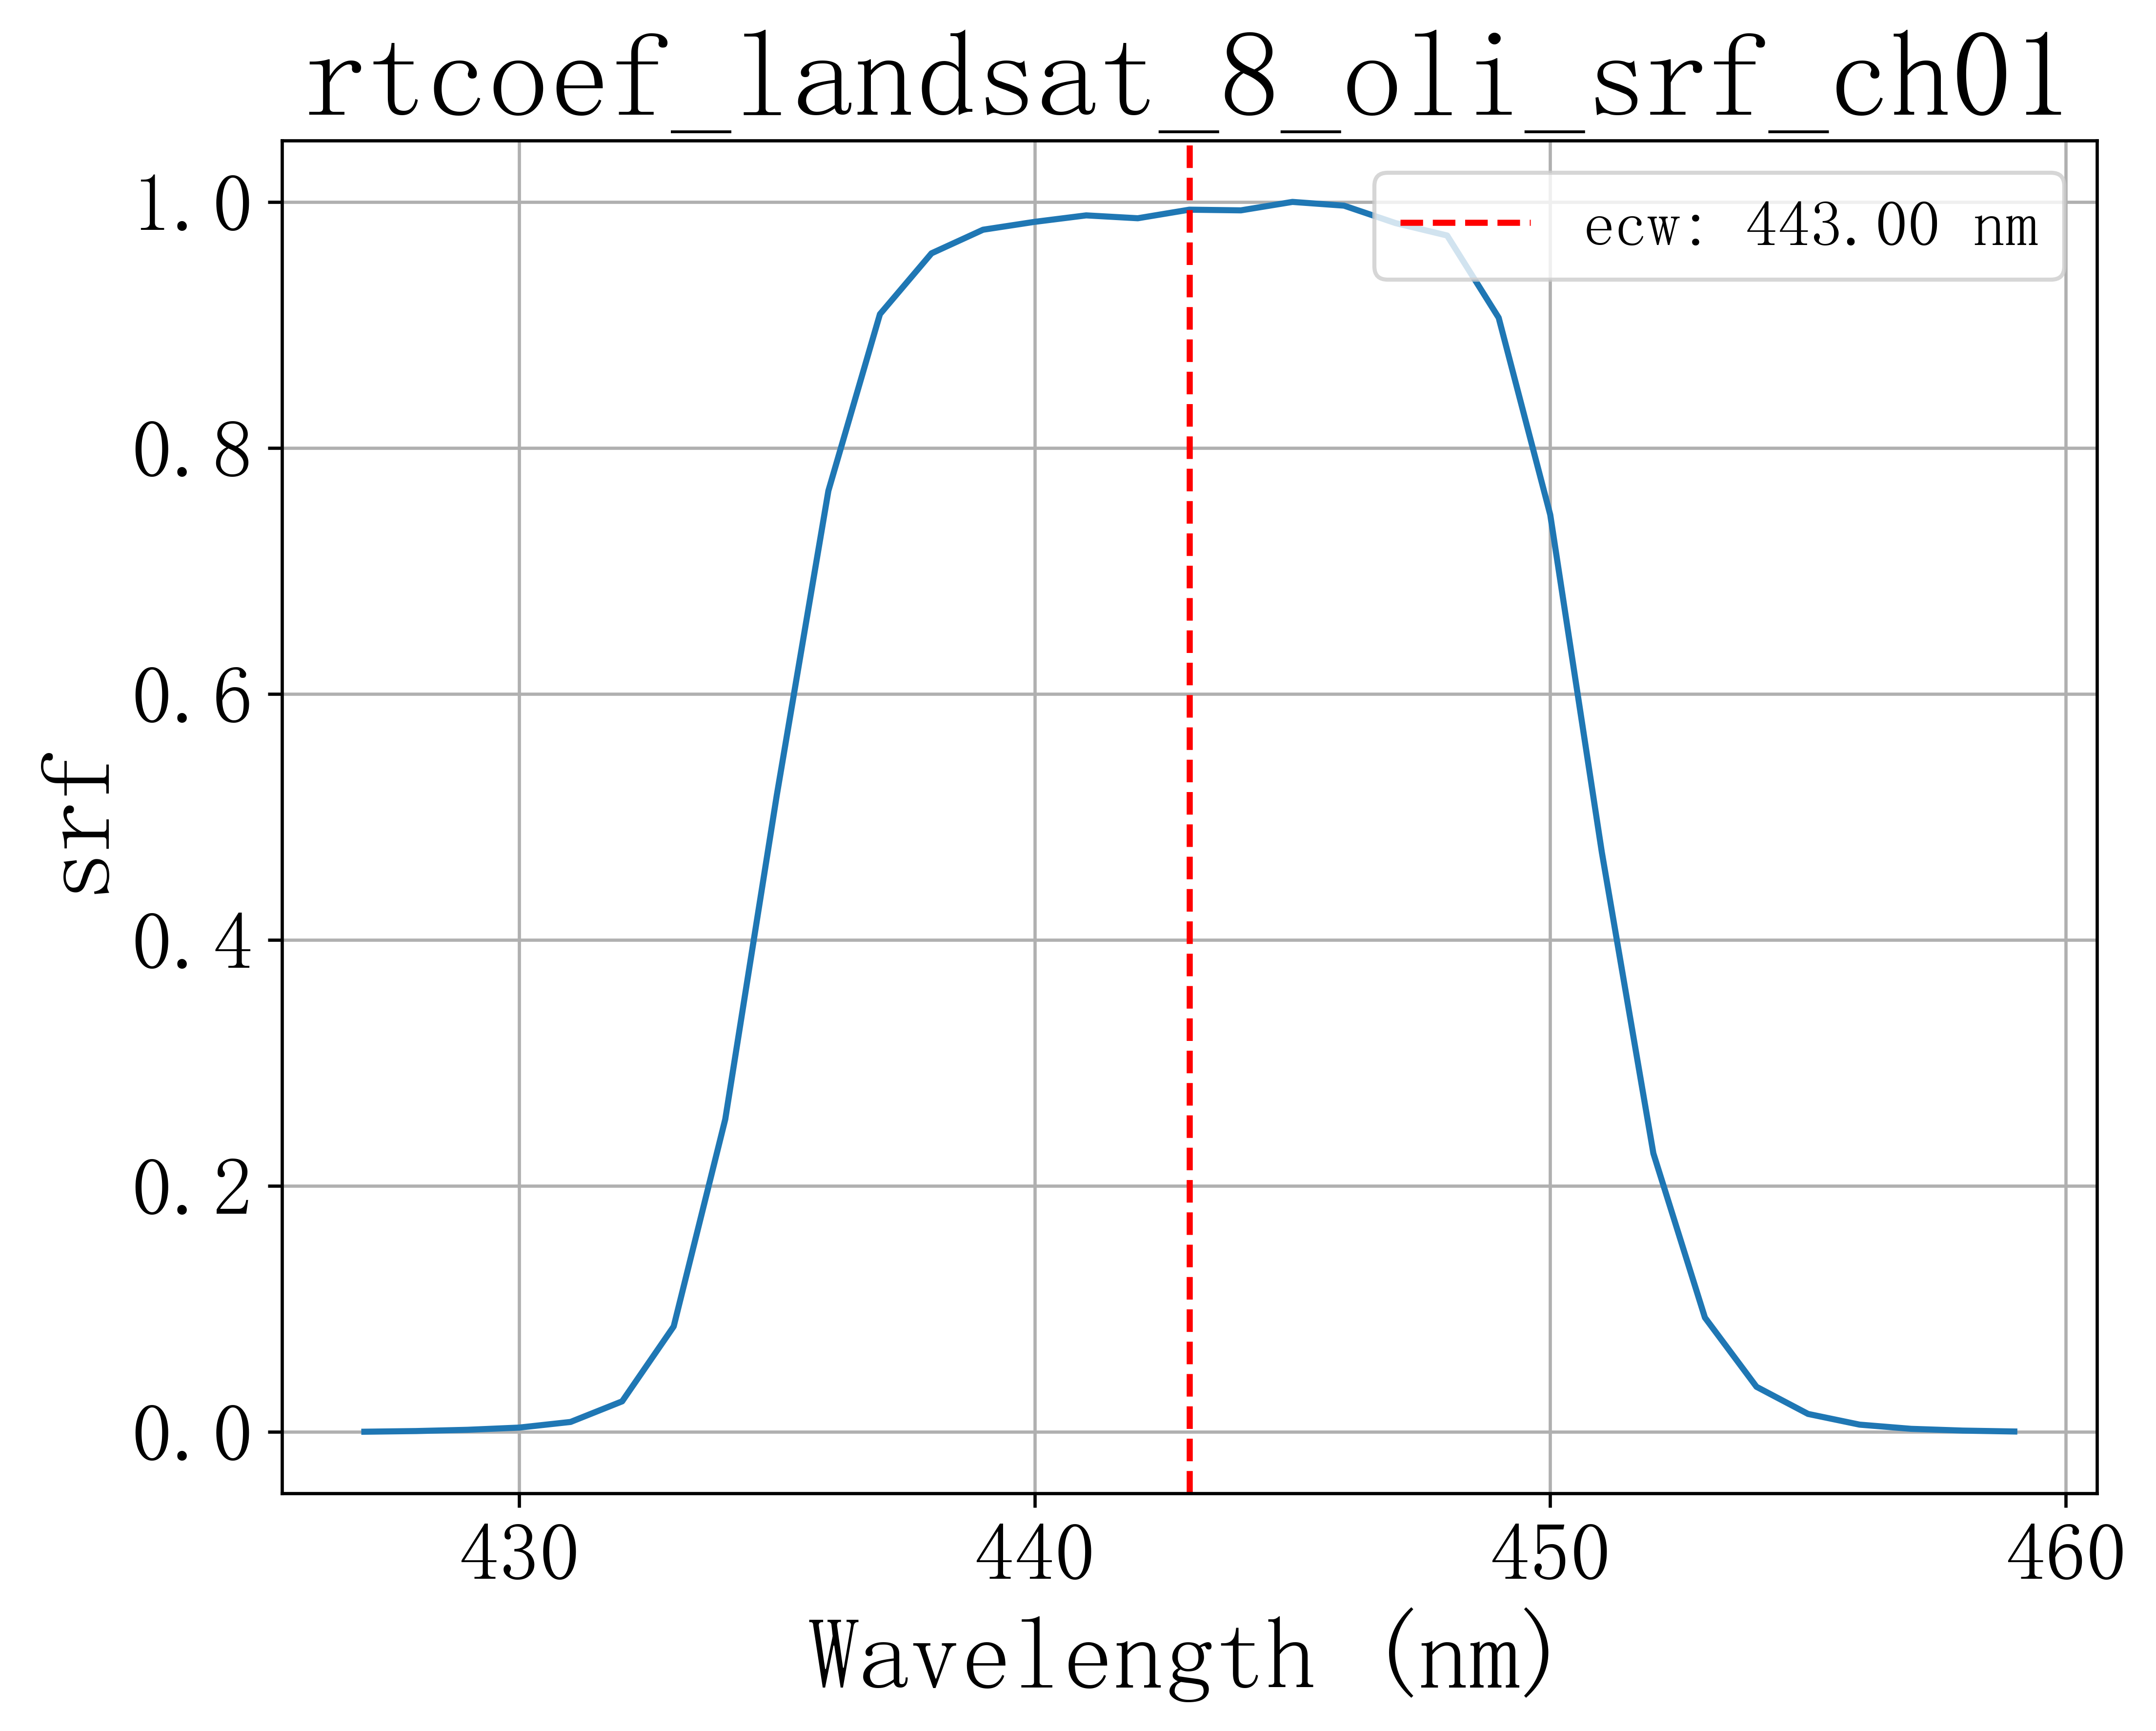 rtcoef_landsat_8_oli_srf_ch01
ecw: 443.00 nm
1.0
0.8
0.6
0.4
0.2
0.0
srf
430 440 450 460
Wavelength (nm)